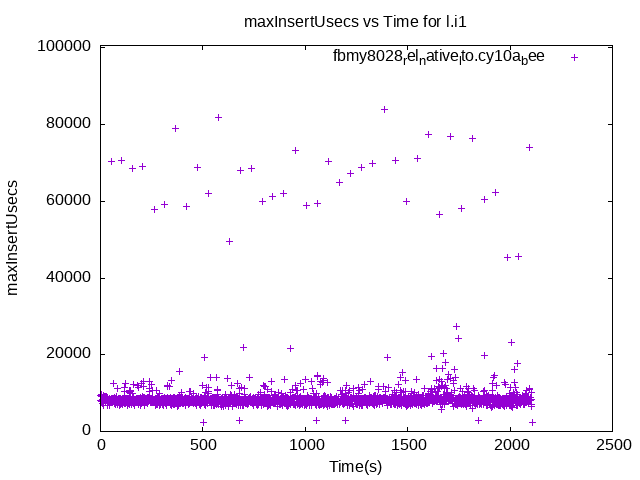 maxInsertUsecs vs Time for l.i1
fbmy8028relnativelto.cy10abee
100000
80000
60000
40000
20000
0
maxInsertUsecs
0 500 1000 1500 2000 2500
Time(s)